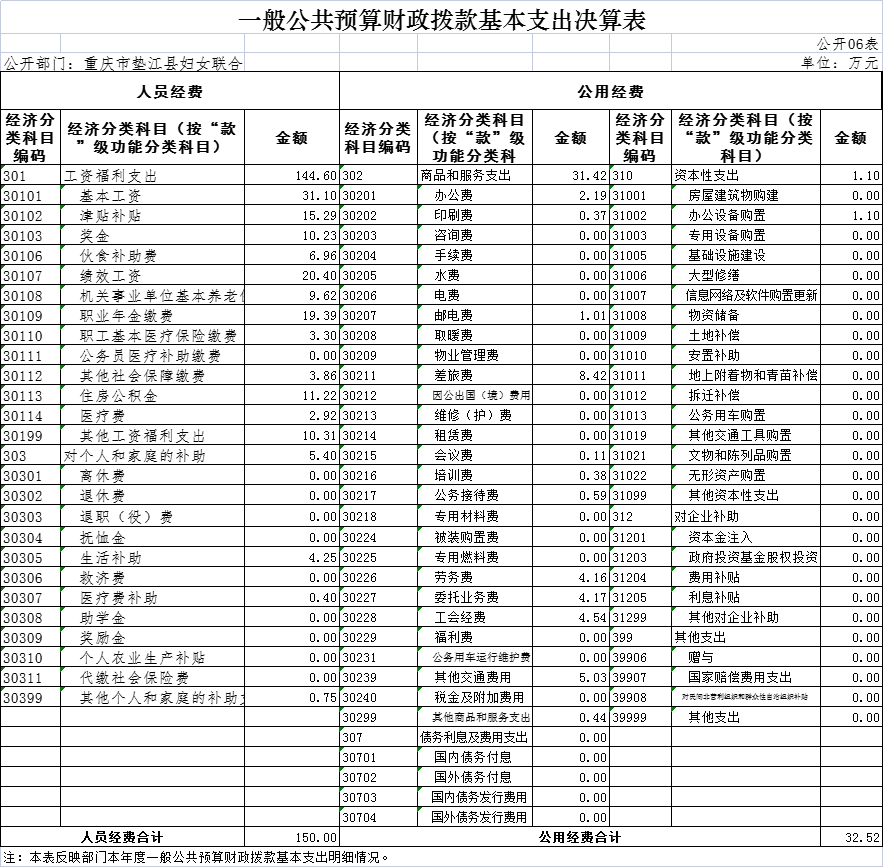 一般公共预算财政拨款基本支出决算表
公开06表
公开部门：重庆市垫江县妇女联合 单位：万元
人员经费 公用经费
经济分类科目编码 经济分类科目（按“款”级功能分类科目） 金额 经济分类科目编码 经济分类科目（按“款”级功能分类科 金额 经济分类科目编码 经济分类科目（按“款”级功能分类科目） 金额
301 工资福利支出 144.60 302 商品和服务支出 31.42 310 资本性支出 1.10
30101 基本工资 31.10 30201 办公费 2.19 31001 房屋建筑物购建 0.00
30102 津贴补贴 15.29 30202 印刷费 0.37 31002 办公设备购置 1.10
30103 奖金 10.23 30203 咨询费 0.00 31003 专用设备购置 0.00
30106 伙食补助费 6.96 30204 手续费 0.00 31005 基础设施建设 0.00
30107 绩效工资 20.40 30205 水费 0.00 31006 大型修缮 0.00
30108 机关事业单位基本养老 9.62 30206 电费 0.00 31007 信息网络及软件购置更新 0.00
30109 职业年金缴费 19.39 30207 邮电费 1.01 31008 物资储备 0.00
30110 职工基本医疗保险缴费 3.30 30208 取暖费 0.00 31009 土地补偿 0.00
30111 公务员医疗补助缴费 0.00 30209 物业管理费 0.00 31010 安置补助 0.00
30112 其他社会保障缴费 3.86 30211 差旅费 8.42 31011 地上附着物和青苗补偿 0.00
30113 住房公积金 11.22 30212 因公出国（境）费用 0.00 31012 拆迁补偿 0.00
30114 医疗费 2.92 30213 维修（护）费 0.00 31013 公务用车购置 0.00
30199 其他工资福利支出 10.31 30214 租赁费 0.00 31019 其他交通工具购置 0.00
303 对个人和家庭的补助 5.40 30215 会议费 0.11 31021 文物和陈列品购置 0.00
30301 离休费 0.00 30216 培训费 0.38 31022 无形资产购置 0.00
30302 退休费 0.00 30217 公务接待费 0.59 31099 其他资本性支出 0.00
30303 退职（役）费 0.00 30218 专用材料费 0.00 312 对企业补助 0.00
30304 抚恤金 0.00 30224 被装购置费 0.00 31201 资本金注入 0.00
30305 生活补助 4.25 30225 专用燃料费 0.00 31203 政府投资基金股权投资 0.00
30306 救济费 0.00 30226 劳务费 4.16 31204 费用补贴 0.00
30307 医疗费补助 0.40 30227 委托业务费 4.17 31205 利息补贴 0.00
30308 助学金 0.00 30228 工会经费 4.54 31299 其他对企业补助 0.00
30309 奖励金 0.00 30229 福利费 0.00 399 其他支出 0.00
30310 个人农业生产补贴 0.00 30231 公务用车运行维护费 0.00 39906 赠与 0.00
30311 代缴社会保险费 0.00 30239 其他交通费用 5.03 39907 国家赔偿费用支出 0.00
30399 其他个人和家庭的补助 0.75 30240 税金及附加费用 0.00 39908 对民间非营利组织和群众性自治组织补贴 0.00
30299 其他商品和服务支出 0.44 39999 其他支出 0.00
307 债务利息及费用支出 0.00
30701 国内债务付息 0.00
30702 国外债务付息 0.00
30703 国内债务发行费用 0.00
30704 国外债务发行费用 0.00
人员经费合计 150.00 公用经费合计 32.52
注：本表反映部门本年度一般公共预算财政拨款基本支出明细情况。